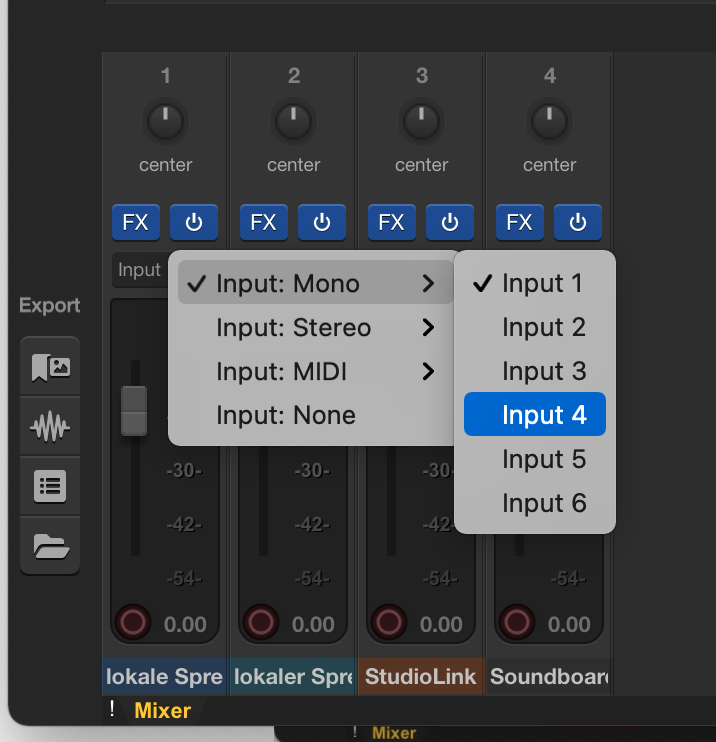 1 2 3 4
center center center center
FX FX FX FX
Input
Input: Mono
Input: Stereo
Input: MIDI
Input: None
Input 1
Input 2
Input 3
Input 4
Input 5
Input 6
Export
-30- -30- -30-
-42- -42- -42-
-54- -54- -54- -54-
0.00 0.00 0.00 0.00
lokale Spre lokaler Spre StudioLink Soundboar
! Mixer
! Mixer